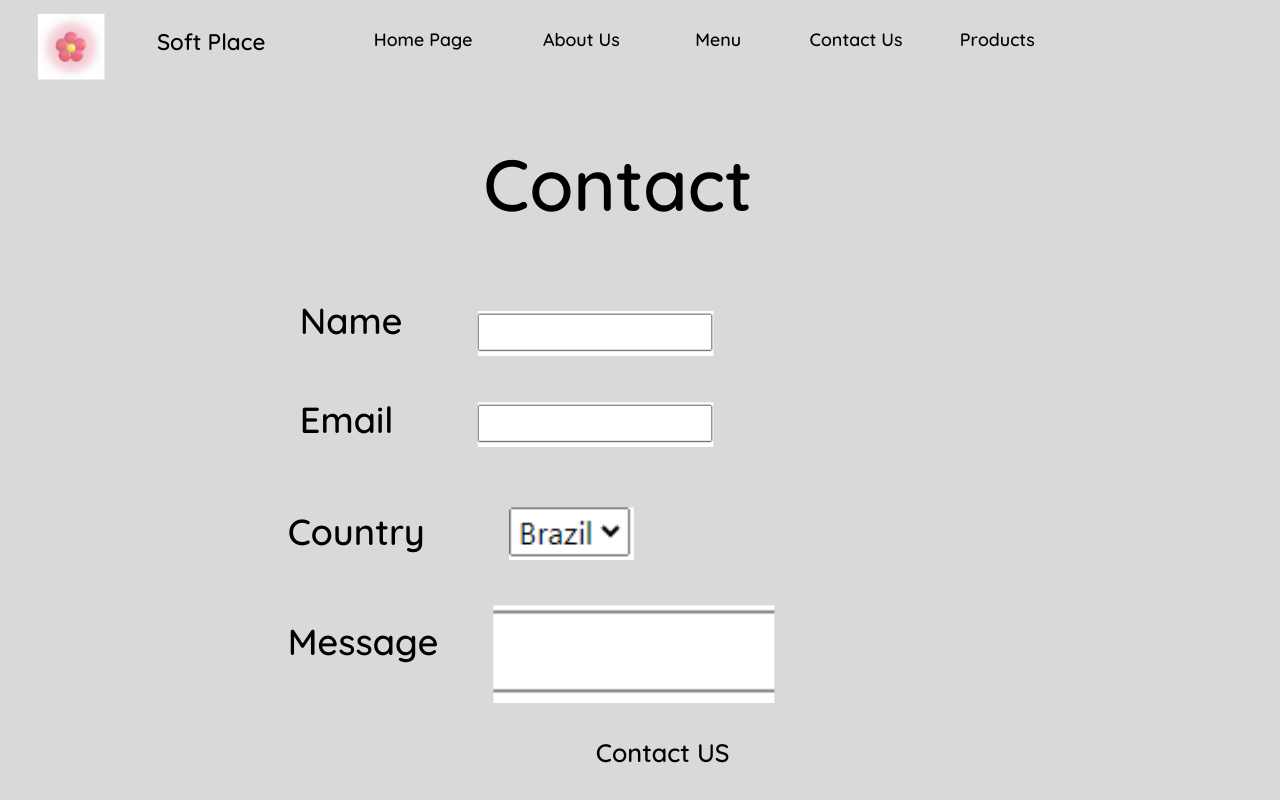 Soft Place Home Page About Us Menu Contact Us Products
Contact
Name
Email
Country Brazil
Message
Contact US